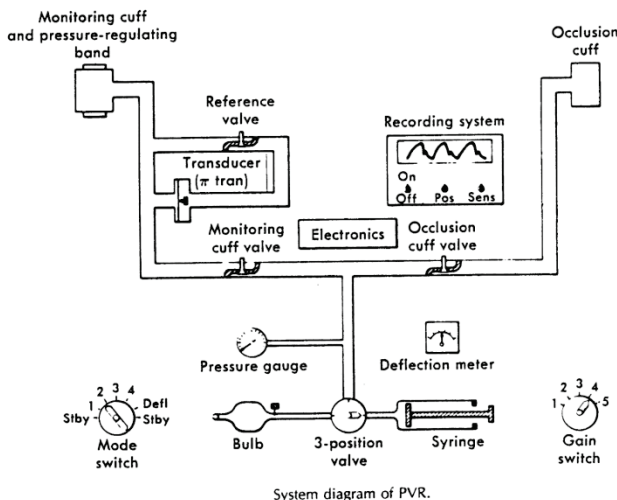 Monitoring cuff
and pressure-regulating
band
Occlusion
cuff
Reference
valve
Recording system
Transducer
(π tran)
On
Off Pos Sens
Monitoring
cuff valve
Electronics
Occlusion
cuff valve
Pressure gauge
Deflection meter
Stby 1 2 3 4 Defl Stby
Mode
switch
Bulb
3-position
valve
Syringe
1 2 3 4 5
Gain
switch
System diagram of PVR.